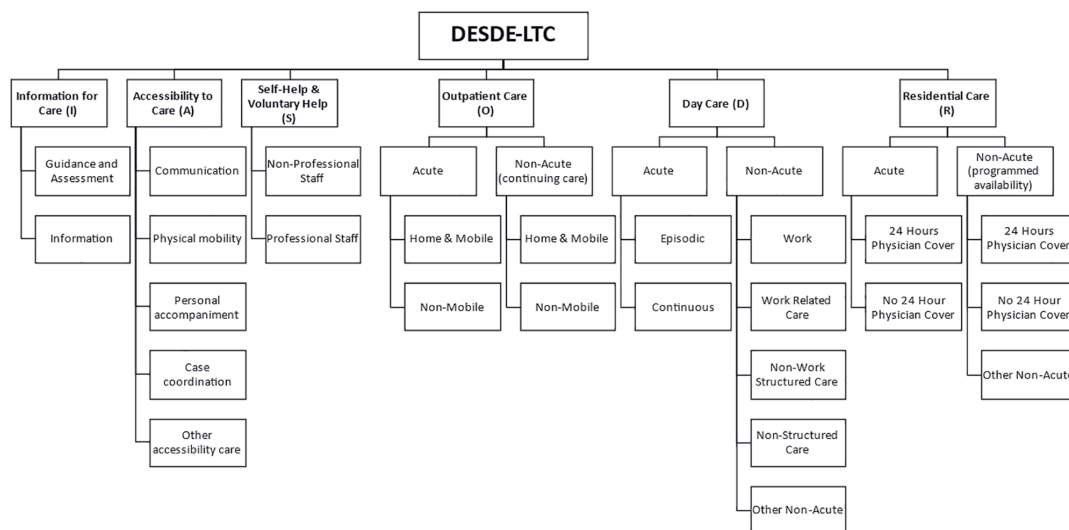 DESDE-LTC
Information for
Care (I)
Guidance and
Assessment
Information
Accessibility to
Care (A)
Communication
Physical mobility
Personal
accompaniment
Case
coordination
Other
accessibility care
Self-Help &
Voluntary Help
(S)
Non-Professional
Staff
Professional Staff
Outpatient Care
(O)
Acute
Home & Mobile
Non-Mobile
Non-Acute
(continuing care)
Home & Mobile
Non-Mobile
Day Care (D)
Acute
Episodic
Continuous
Non-Acute
Work
Work Related
Care
Non-Work
Structured Care
Non-Structured
Care
Other Non-Acute
Residential Care
(R)
Acute
24 Hours
Physician Cover
No 24 Hour
Physician Cover
Non-Acute
(programmed
availability)
24 Hours
Physician Cover
No 24 Hour
Physician Cover
Other Non-Acute